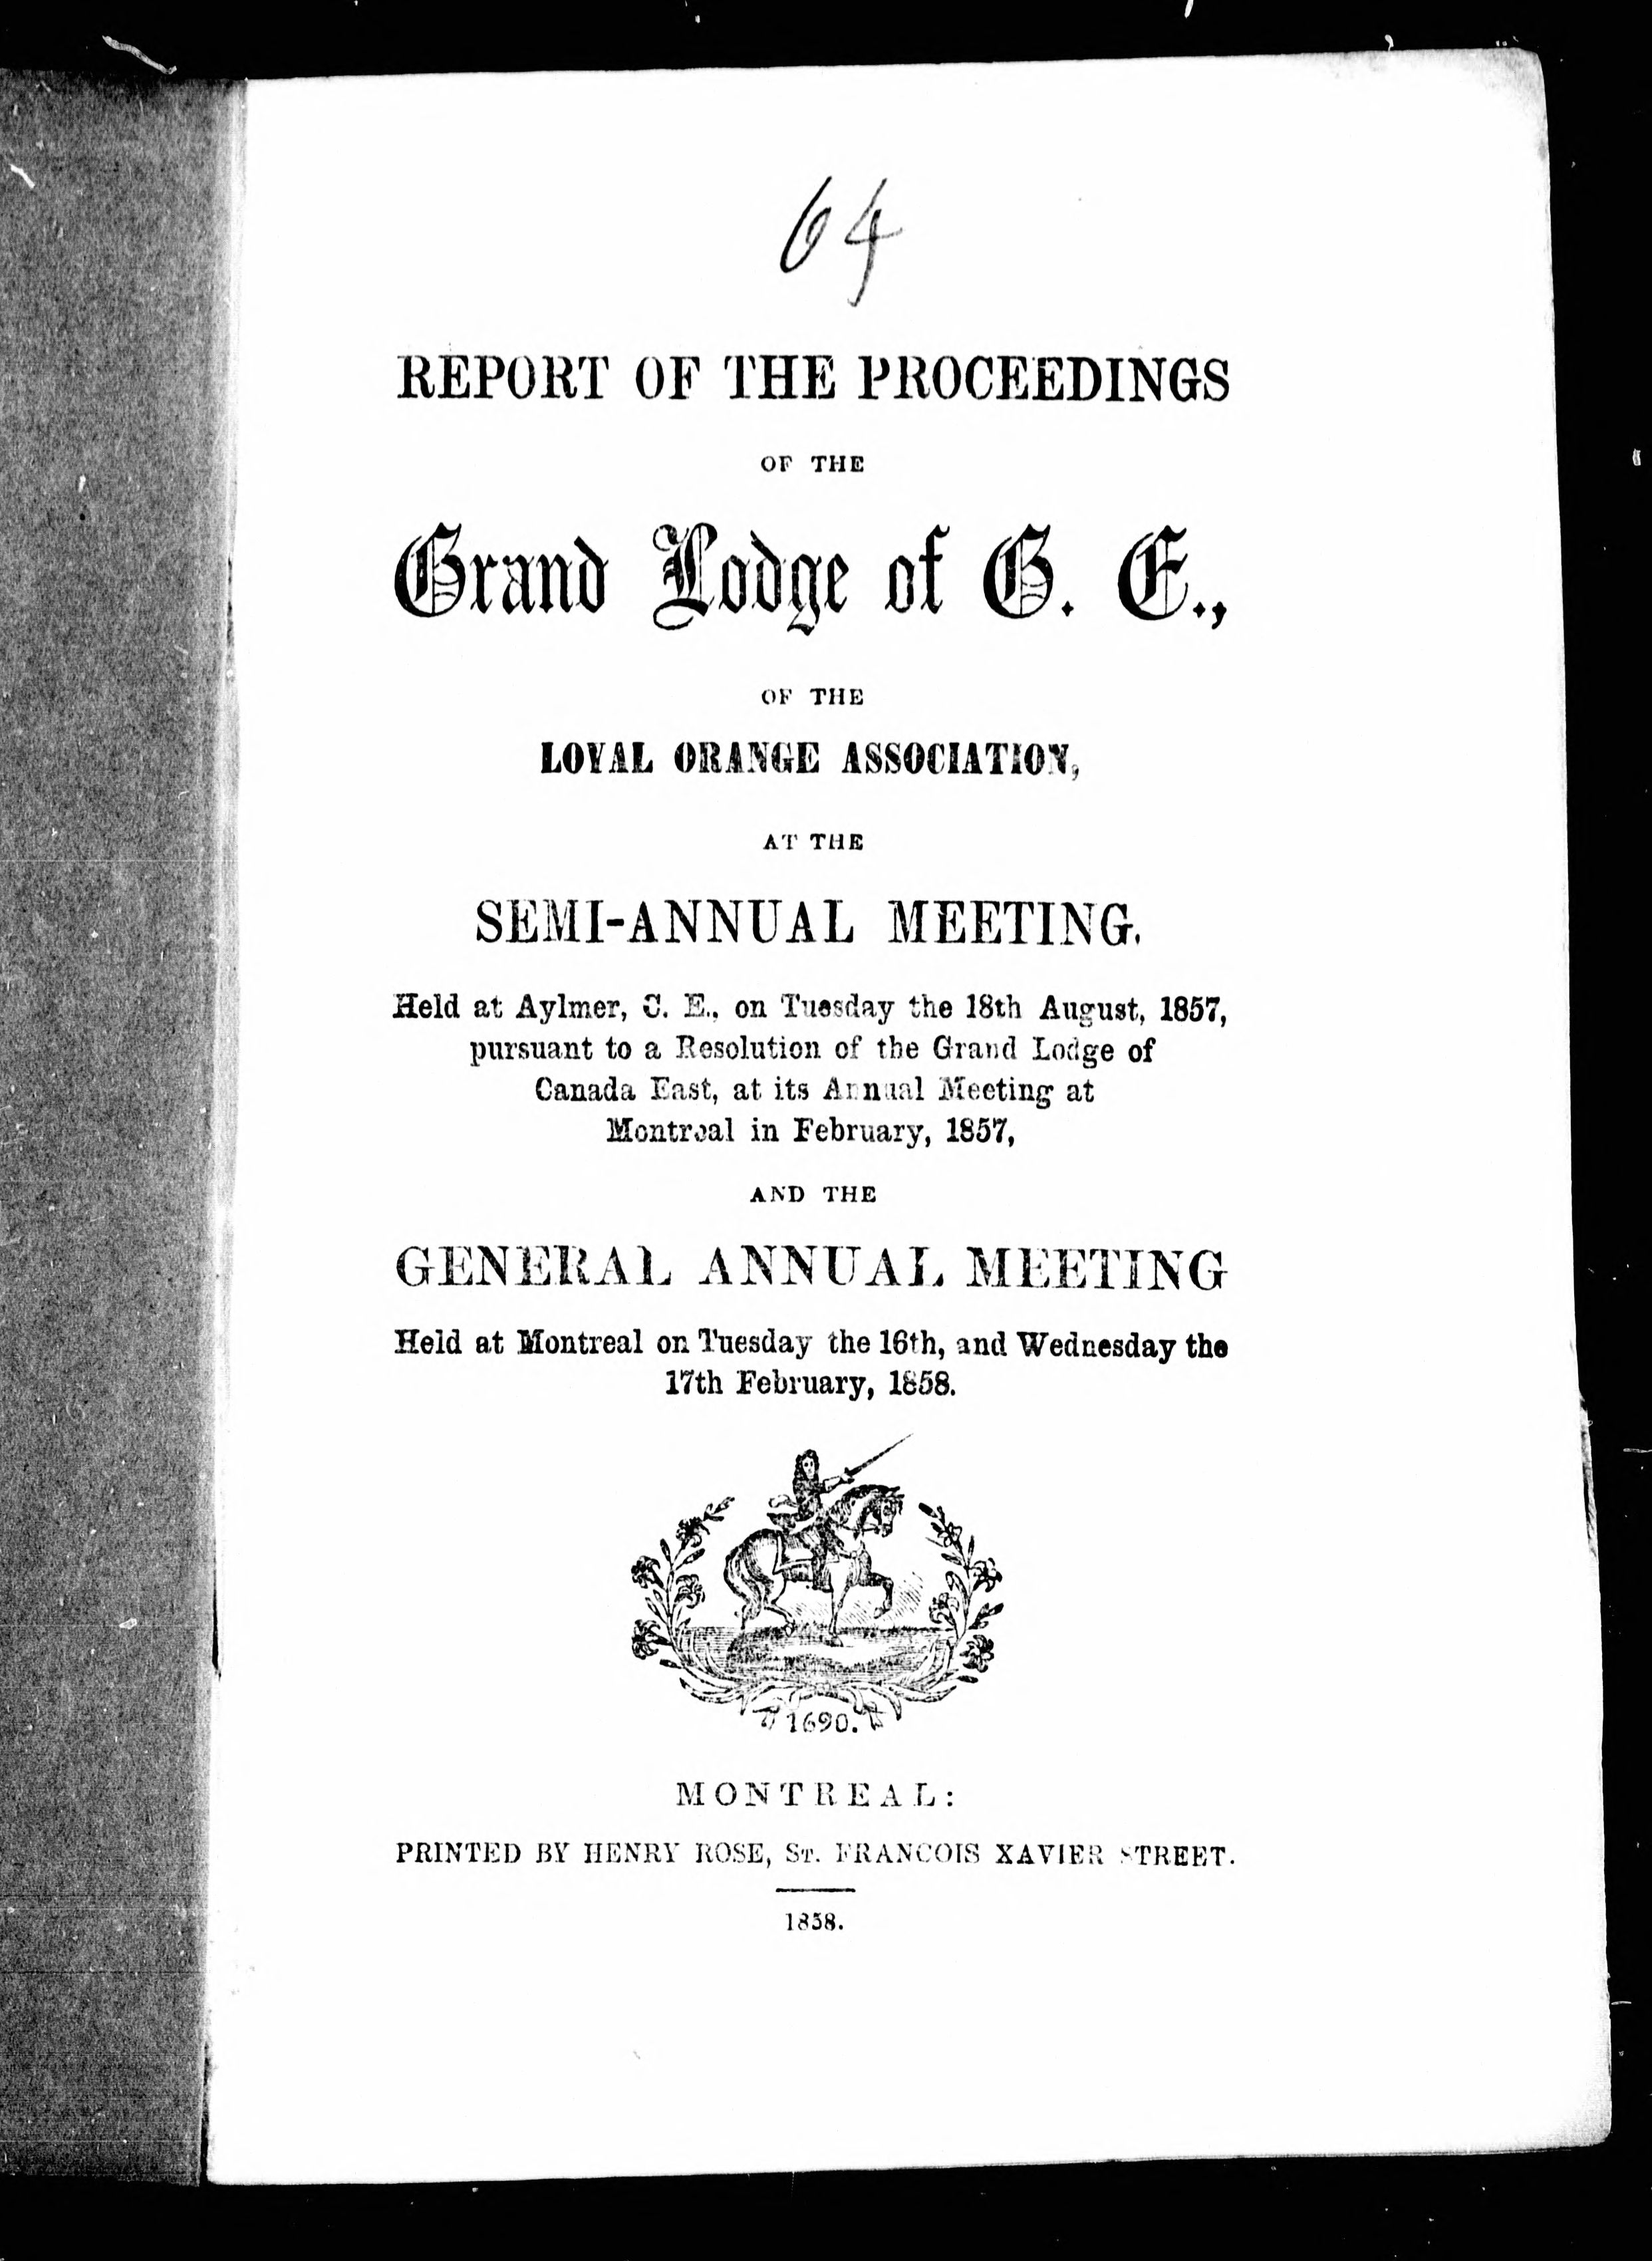 64
REPORT OF THE PROCEEDINGS
OF THE
Grand Lodge of G. E.,
OF THE
LOYAL ORANGE ASSOCIATION,
AT THE
SEMI-ANNUAL MEETING.
Held at Aylmer, C. E., on Tuesday the 18th August, 1857,
pursuant to a Resolution of the Grand Lodge of
Canada East, at its Annual Meeting at
Montreal in February, 1857,
AND THE
GENERAL ANNUAL MEETING
Held at Montreal on Tuesday the 16th, and Wednesday the
17th February, 1858.
1690.
MONTREAL:
PRINTED BY HENRY ROSE, ST. FRANCOIS XAVIER STREET.
1858.